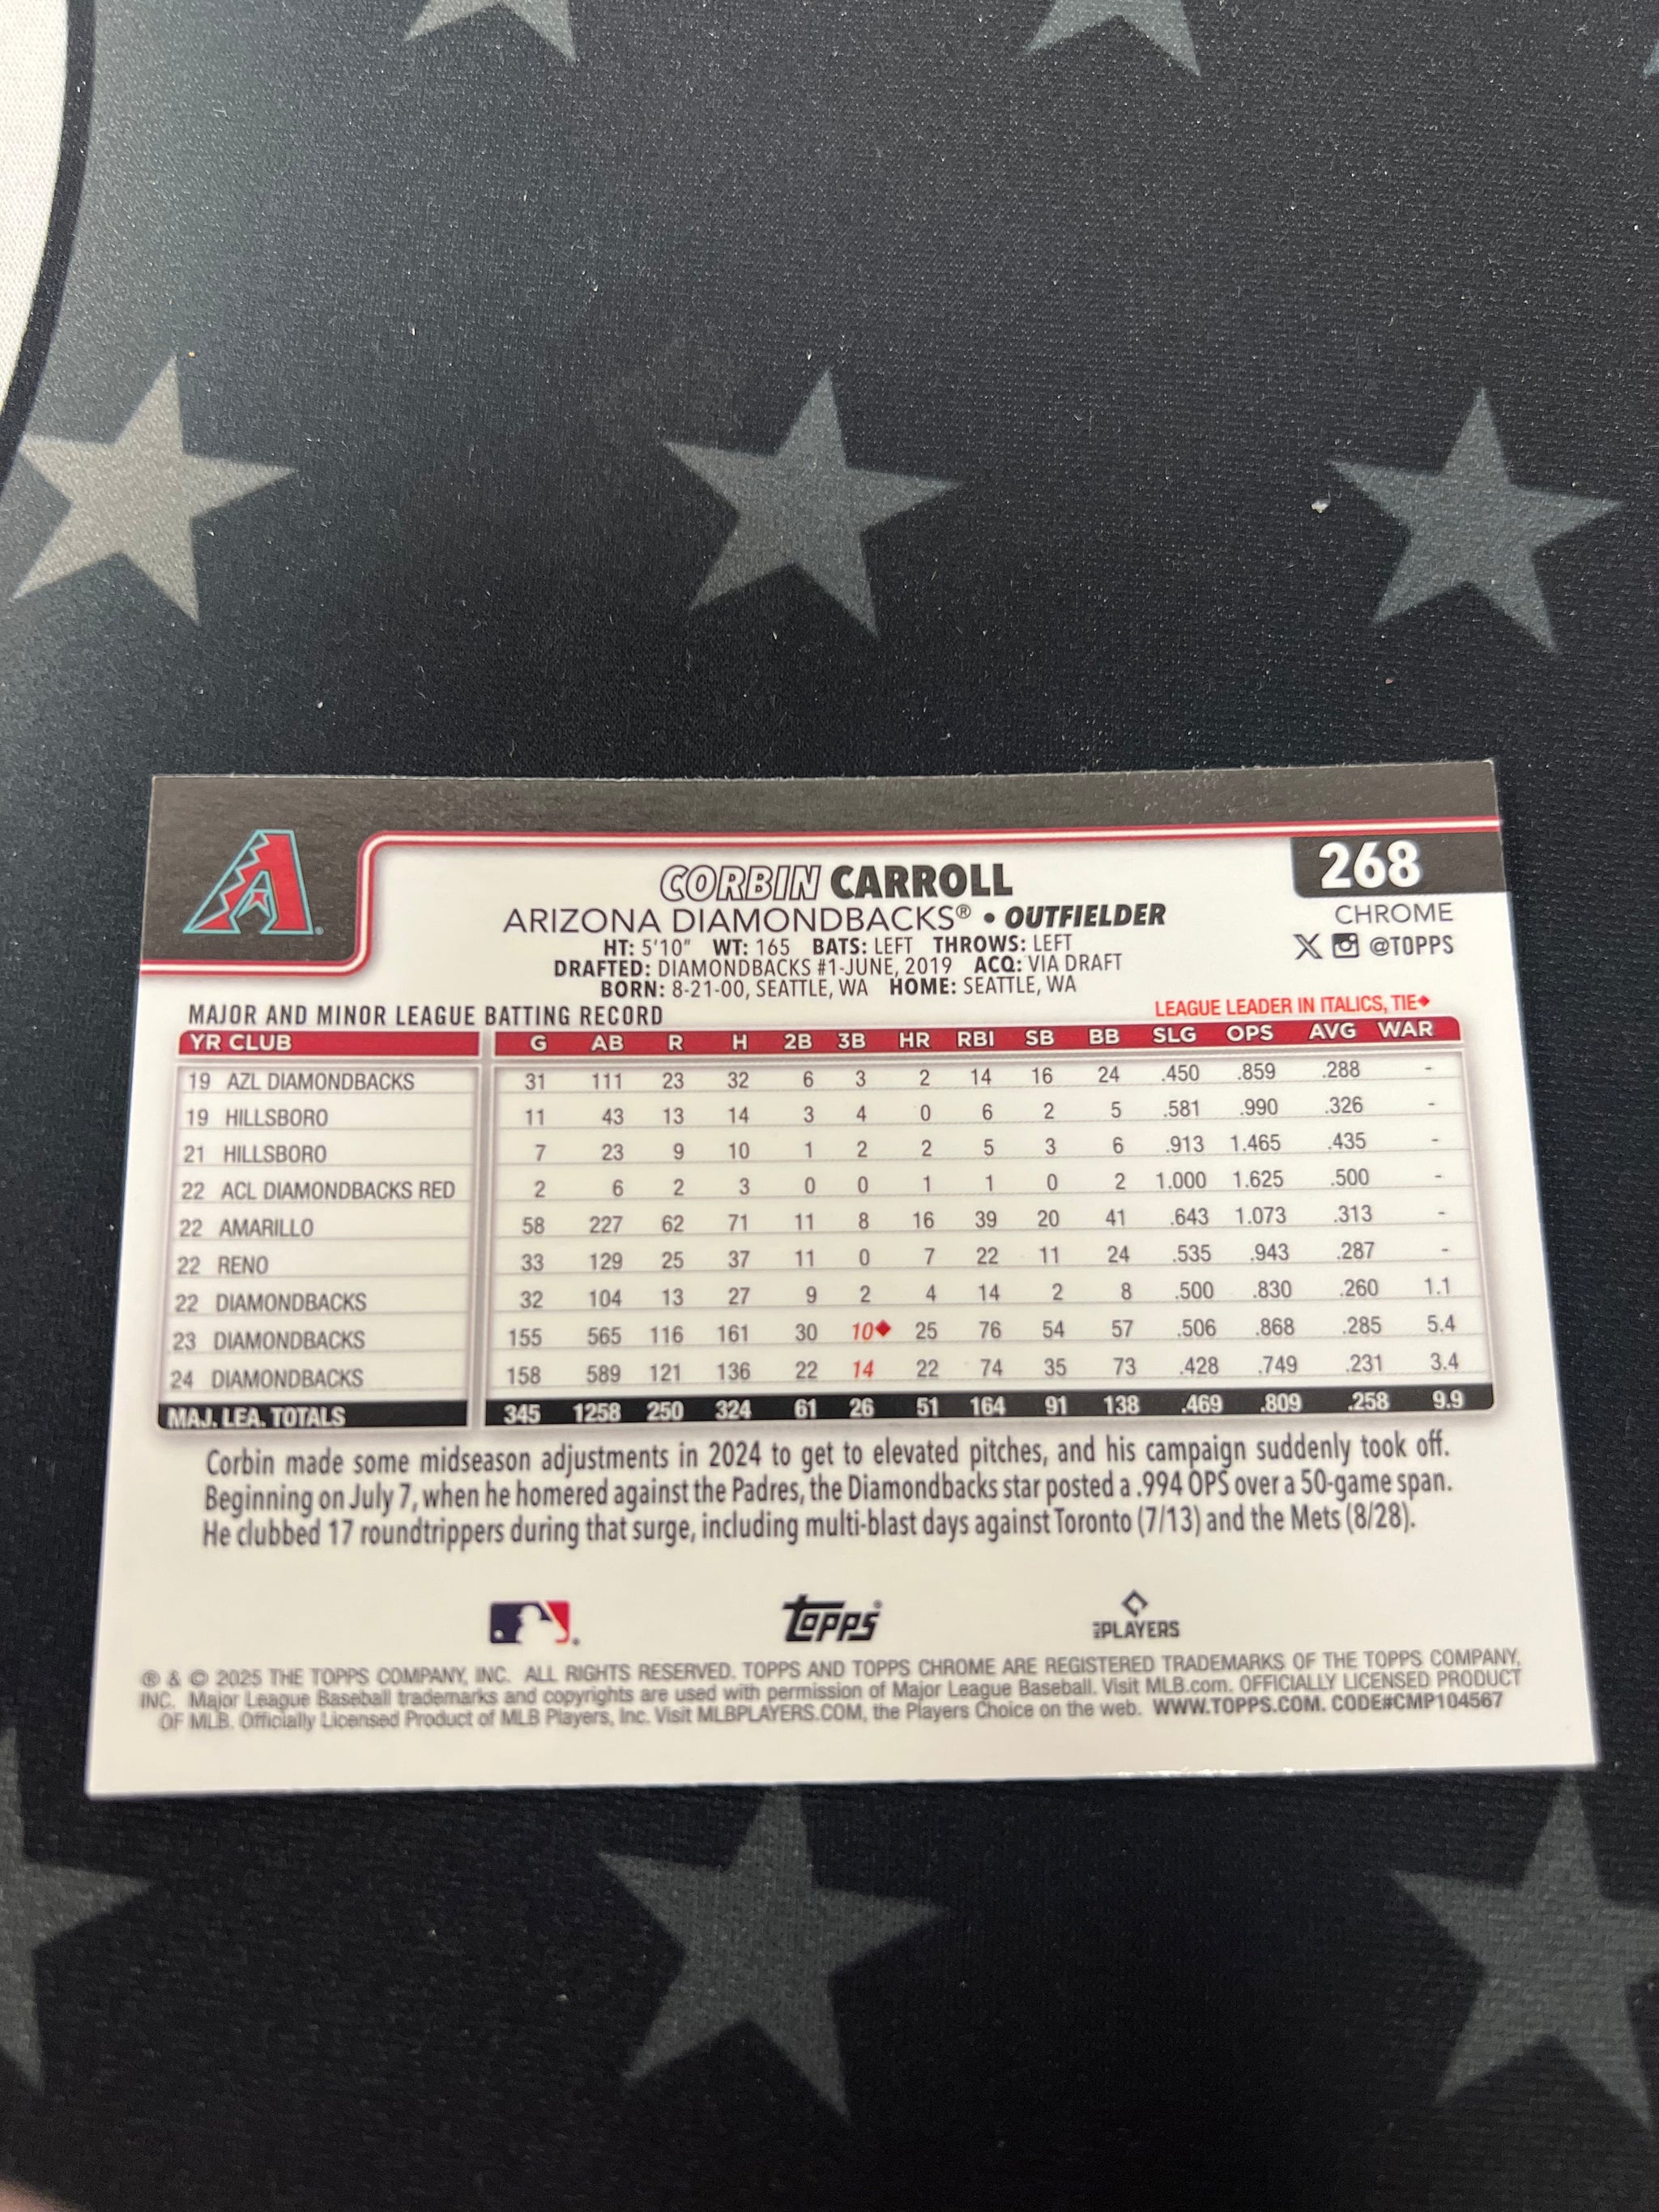 268
CORBIN CARROLL
ARIZONA DIAMONDBACKS® • OUTFIELDER
CHROME
HT: 5'10" WT: 165 BATS: LEFT THROWS: LEFT
@TOPPS
DRAFTED: DIAMONDBACKS #1-JUNE, 2019 ACQ: VIA DRAFT
BORN: 8-21-00, SEATTLE, WA HOME: SEATTLE, WA
MAJOR AND MINOR LEAGUE BATTING RECORD
LEAGUE LEADER IN ITALICS, TIE♦
YR CLUB G AB R H 2B 3B HR RBI SB BB SLG OPS AVG WAR
19 AZL DIAMONDBACKS 31 111 23 32 6 3 2 14 16 24 .450 .859 .288 -
19 HILLSBORO 11 43 13 14 3 4 0 6 2 5 .581 .990 .326 -
21 HILLSBORO 7 23 9 10 1 2 2 5 3 6 .913 1.465 .435 -
22 ACL DIAMONDBACKS RED 2 6 2 3 0 0 1 1 0 2 1.000 1.625 .500 -
22 AMARILLO 58 227 62 71 11 8 16 39 20 41 .643 1.073 .313 -
22 RENO 33 129 25 37 11 0 7 22 11 24 .535 .943 .287 -
22 DIAMONDBACKS 32 104 13 27 9 2 4 14 2 8 .500 .830 .260 1.1
23 DIAMONDBACKS 155 565 116 161 30 10♦ 25 76 54 57 .506 .868 .285 5.4
24 DIAMONDBACKS 158 589 121 136 22 14 22 74 35 73 .428 .749 .231 3.4
MAJ. LEA. TOTALS 345 1258 250 324 61 26 51 164 91 138 .469 .809 .258 9.9
Corbin made some midseason adjustments in 2024 to get to elevated pitches, and his campaign suddenly took off.
Beginning on July 7, when he homered against the Padres, the Diamondbacks star posted a .994 OPS over a 50-game span.
He clubbed 17 roundtrippers during that surge, including multi-blast days against Toronto (7/13) and the Mets (8/28).
Topps®
PLAYERS
® & © 2025 THE TOPPS COMPANY, INC. ALL RIGHTS RESERVED. TOPPS AND TOPPS CHROME ARE REGISTERED TRADEMARKS OF THE TOPPS COMPANY,
INC. Major League Baseball trademarks and copyrights are used with permission of Major League Baseball. Visit MLB.com. OFFICIALLY LICENSED PRODUCT
OF MLB. Officially Licensed Product of MLB Players, Inc. Visit MLBPLAYERS.COM, the Players Choice on the web. WWW.TOPPS.COM. CODE#CMP104567